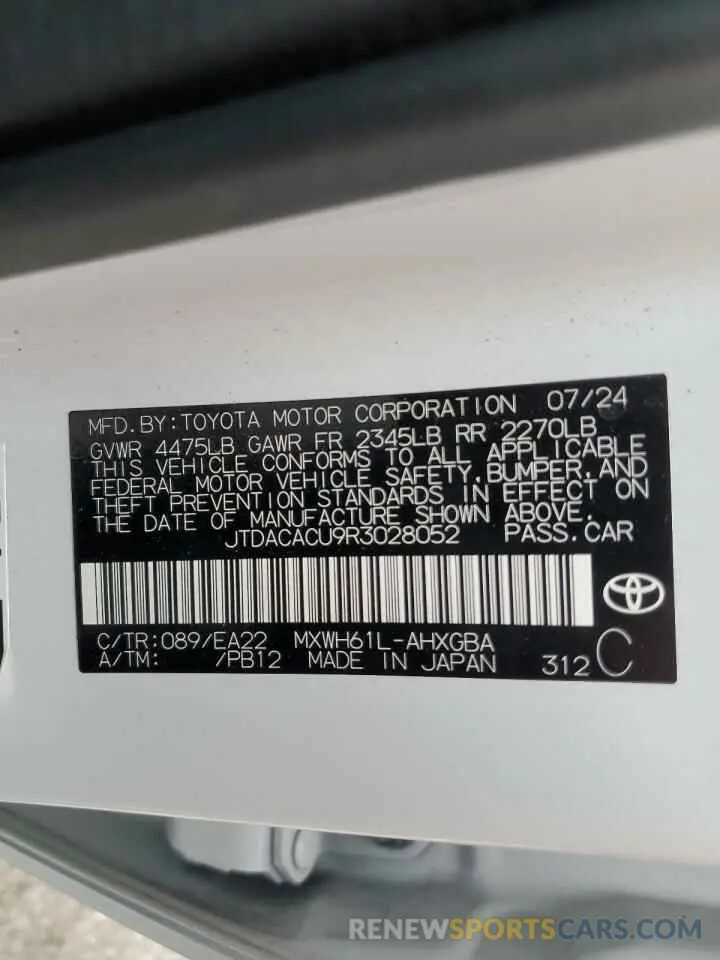 MFD.BY:TOYOTA MOTOR CORPORATION 07/24
GVWR 4475LB GAWR FR 2345LB RR 2270LB
THIS VEHICLE CONFORMS TO ALL APPLICABLE
FEDERAL MOTOR VEHICLE SAFETY,BUMPER,AND
THEFT PREVENTION STANDARDS IN EFFECT ON
THE DATE OF MANUFACTURE SHOWN ABOVE.
JTDACACU9R3028052 PASS.CAR
C/TR:089/EA22 MXWH61L-AHXGBA
A/TM: /PB12 MADE IN JAPAN 312 C
RENEWSPORTSCARS.COM